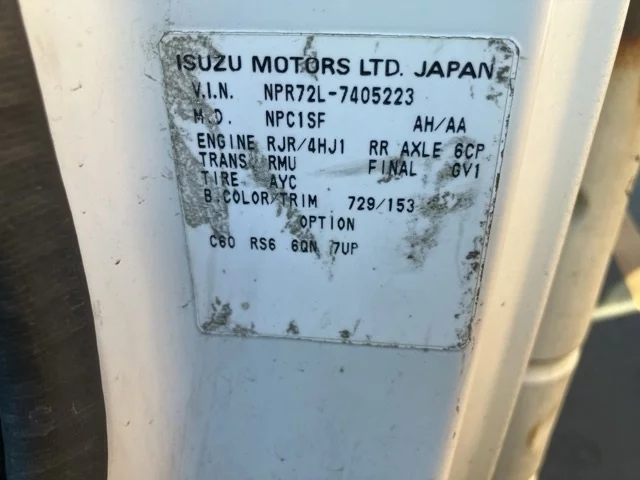 ISUZU MOTORS LTD. JAPAN
V.I.N. NPR72L-7405223
M.D. NPC1SF AH/AA
ENGINE RJR/4HJ1 RR AXLE 6CP
TRANS RMU FINAL GV1
TIRE AYC
B.COLOR/TRIM 729/153
OPTION
C60 RS6 6QN 7UP